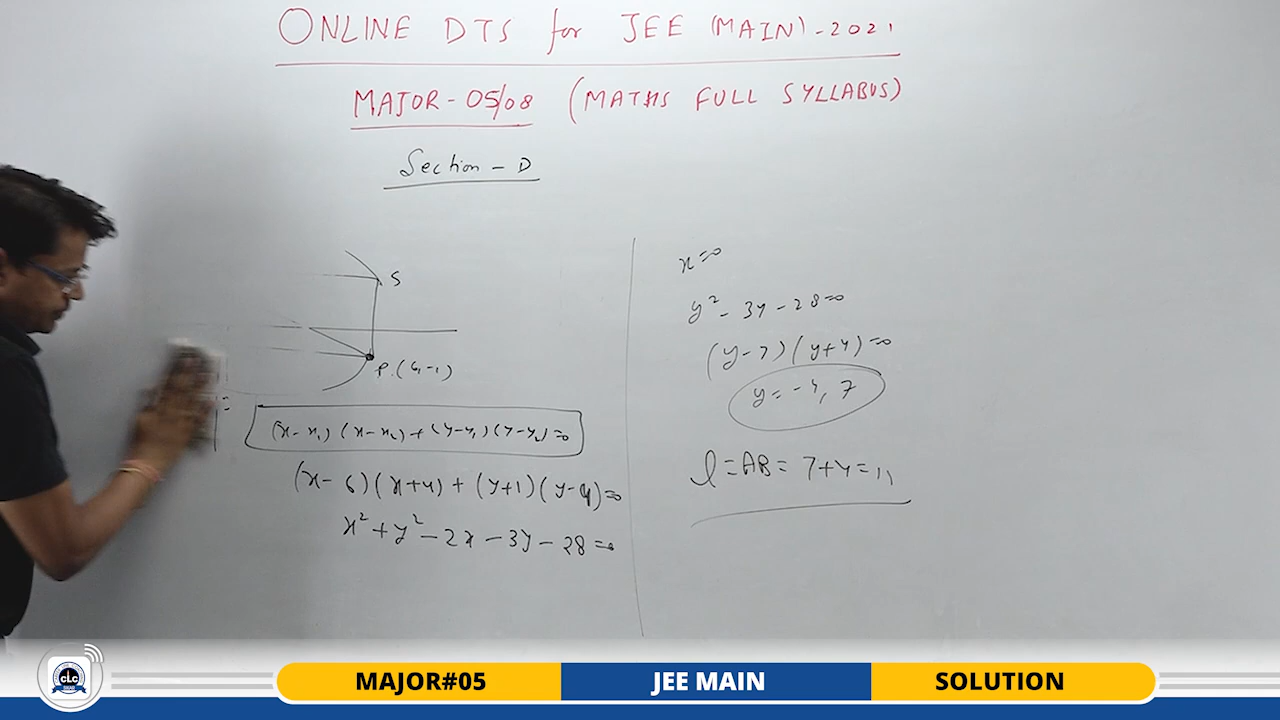 ONLINE DTS for JEE (MAIN)-2021
MAJOR-05/08 (MATHS FULL SYLLABUS)
Section-D
S
P.(6,-1)
(x-x₁)(x-x₂)+(y-y₁)(y-y₂)=0
(x-6)(x+4)+(y+1)(y-4)=0
x²+y²-2x-3y-28=0
x=0
y²-3y-28=0
(y-7)(y+4)=0
y=-4,7
l=AB=7+4=11
CLC
SIKAR
MAJOR#05
JEE MAIN
SOLUTION